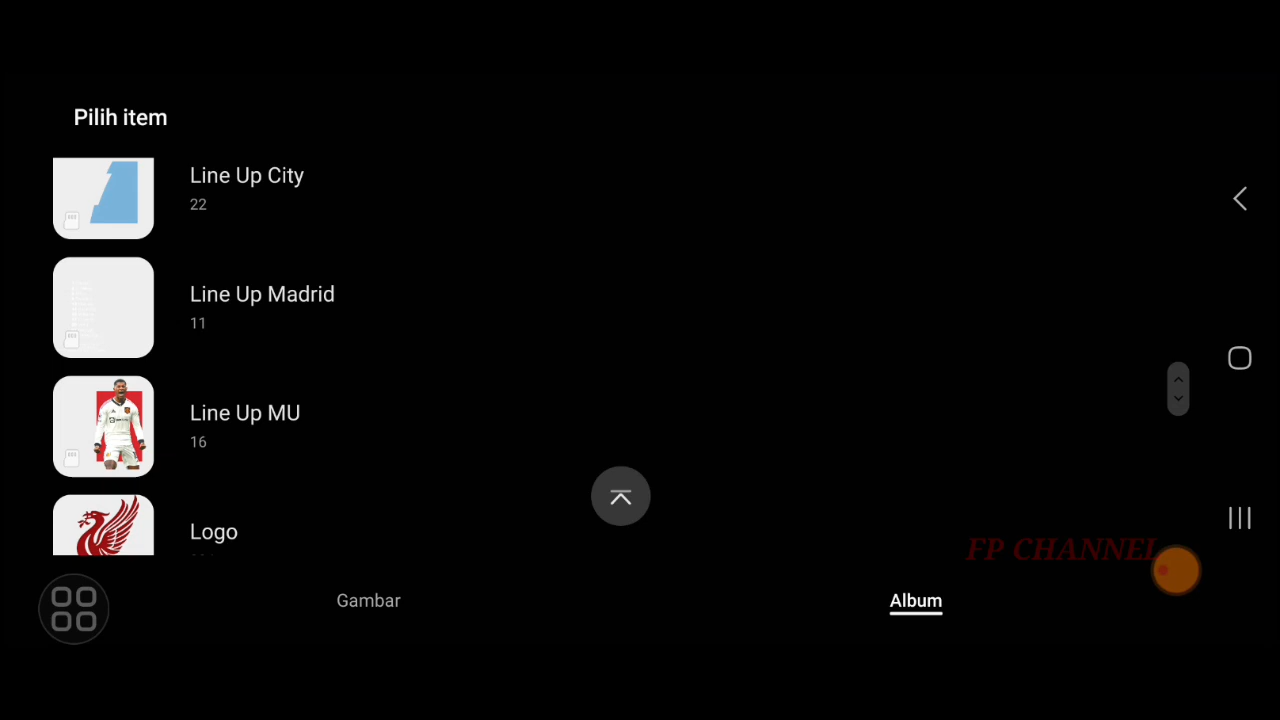 Pilih item
Line Up City
22
Line Up Madrid
11
Line Up MU
16
Logo
FP CHANNEL
Gambar
Album